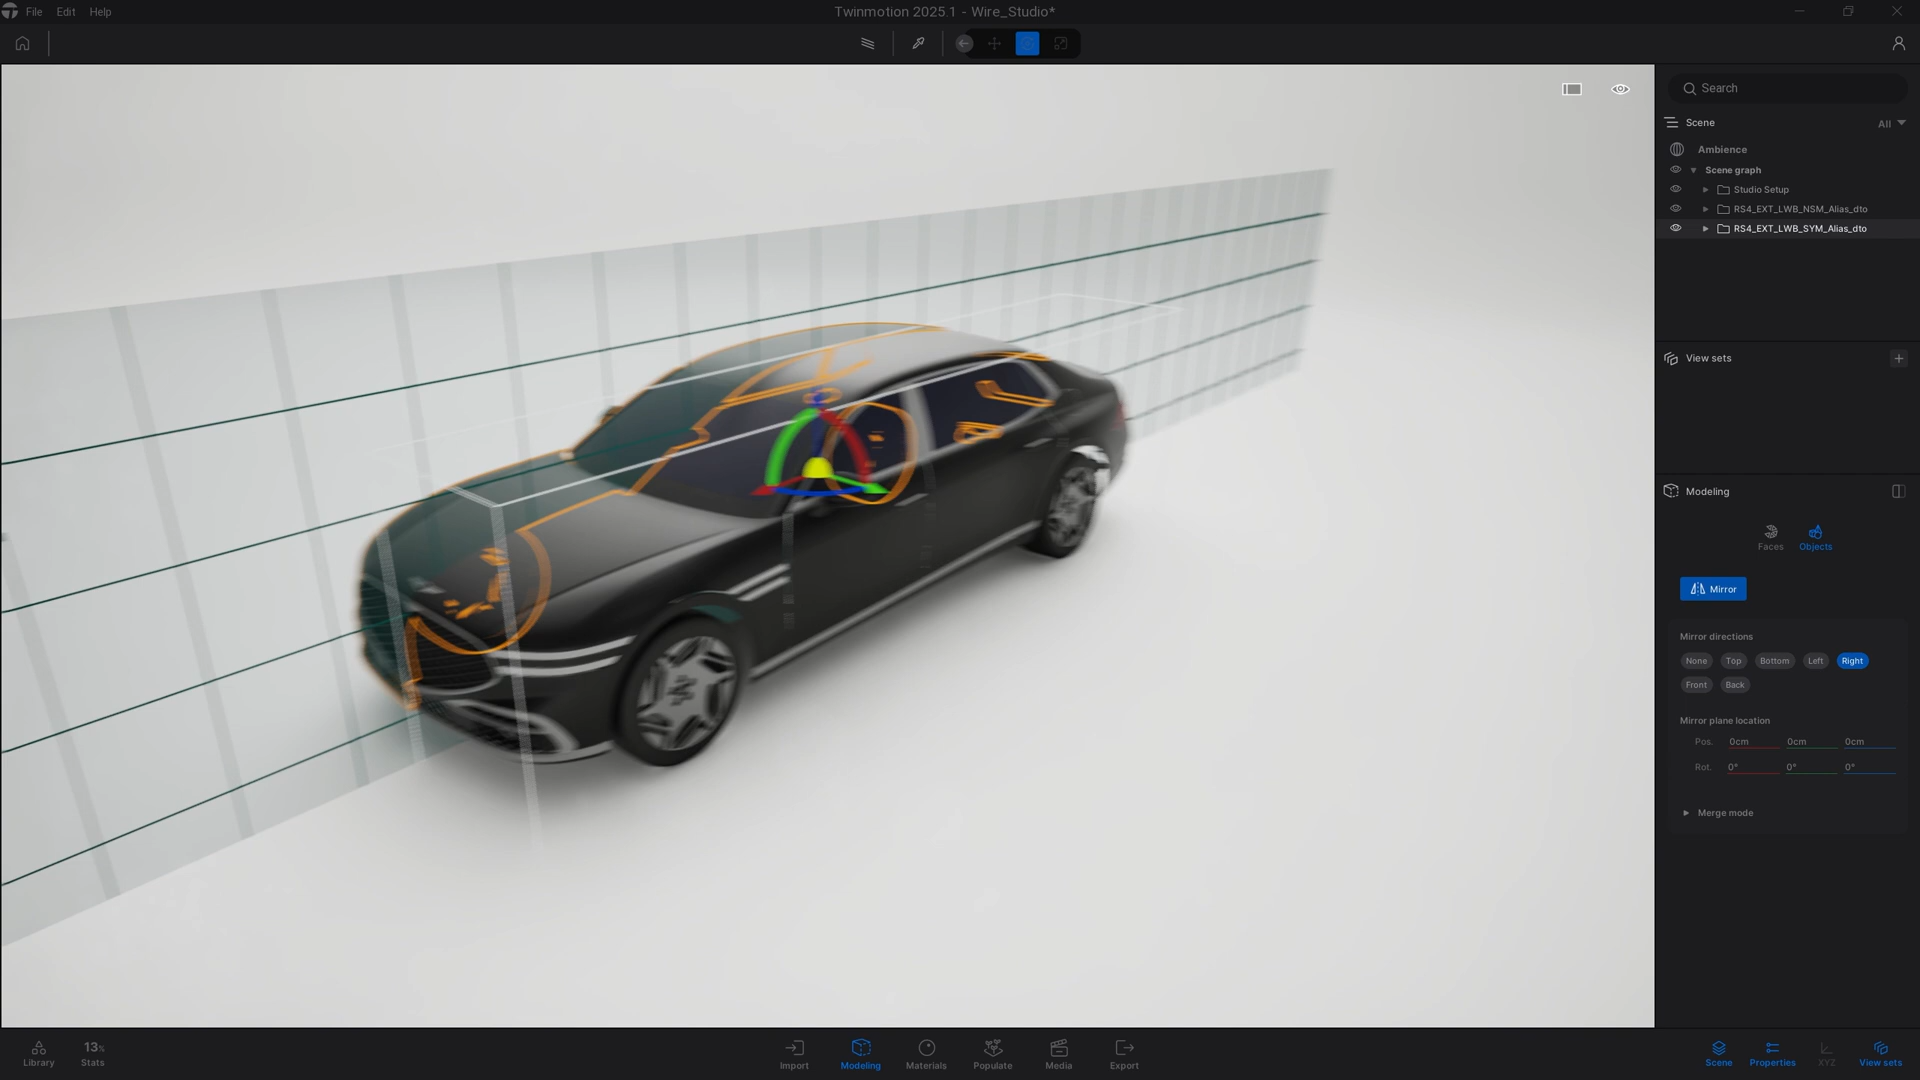 File Edit Help
Twinmotion 2025.1 - Wire_Studio*
Search
Scene
All
Ambience
Scene graph
Studio Setup
RS4_EXT_LWB_NSM_Alias_dto
RS4_EXT_LWB_SYM_Alias_dto
View sets
Modeling
Faces Objects
Mirror
Mirror directions
None Top Bottom Left Right
Front Back
Mirror plane location
Pos. 0cm 0cm 0cm
Rot. 0° 0° 0°
Merge mode
13%
Library Stats Import Modeling Materials Populate Media Export Scene Properties XYZ View sets